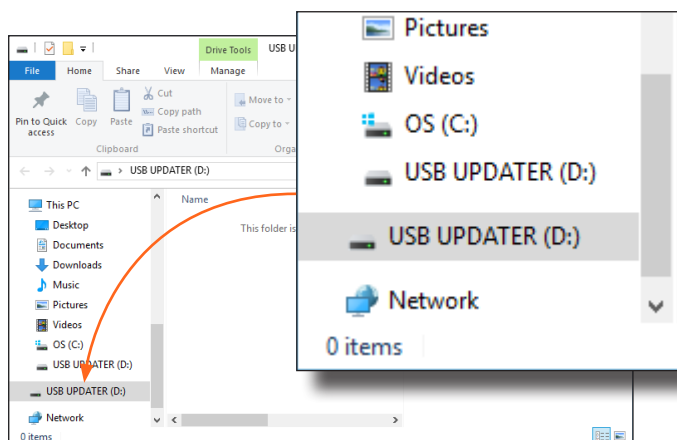 Drive Tools USB U
File Home Share View Manage
Pin to Quick access
Copy
Paste
Cut
Copy path
Paste shortcut
Move to
Copy to
Clipboard
Orga
USB UPDATER (D:)
Name
This folder is
This PC
Desktop
Documents
Downloads
Music
Pictures
Videos
OS (C:)
USB UPDATER (D:)
USB UPDATER (D:)
Network
0 items
Pictures
Videos
OS (C:)
USB UPDATER (D:)
USB UPDATER (D:)
Network
0 items